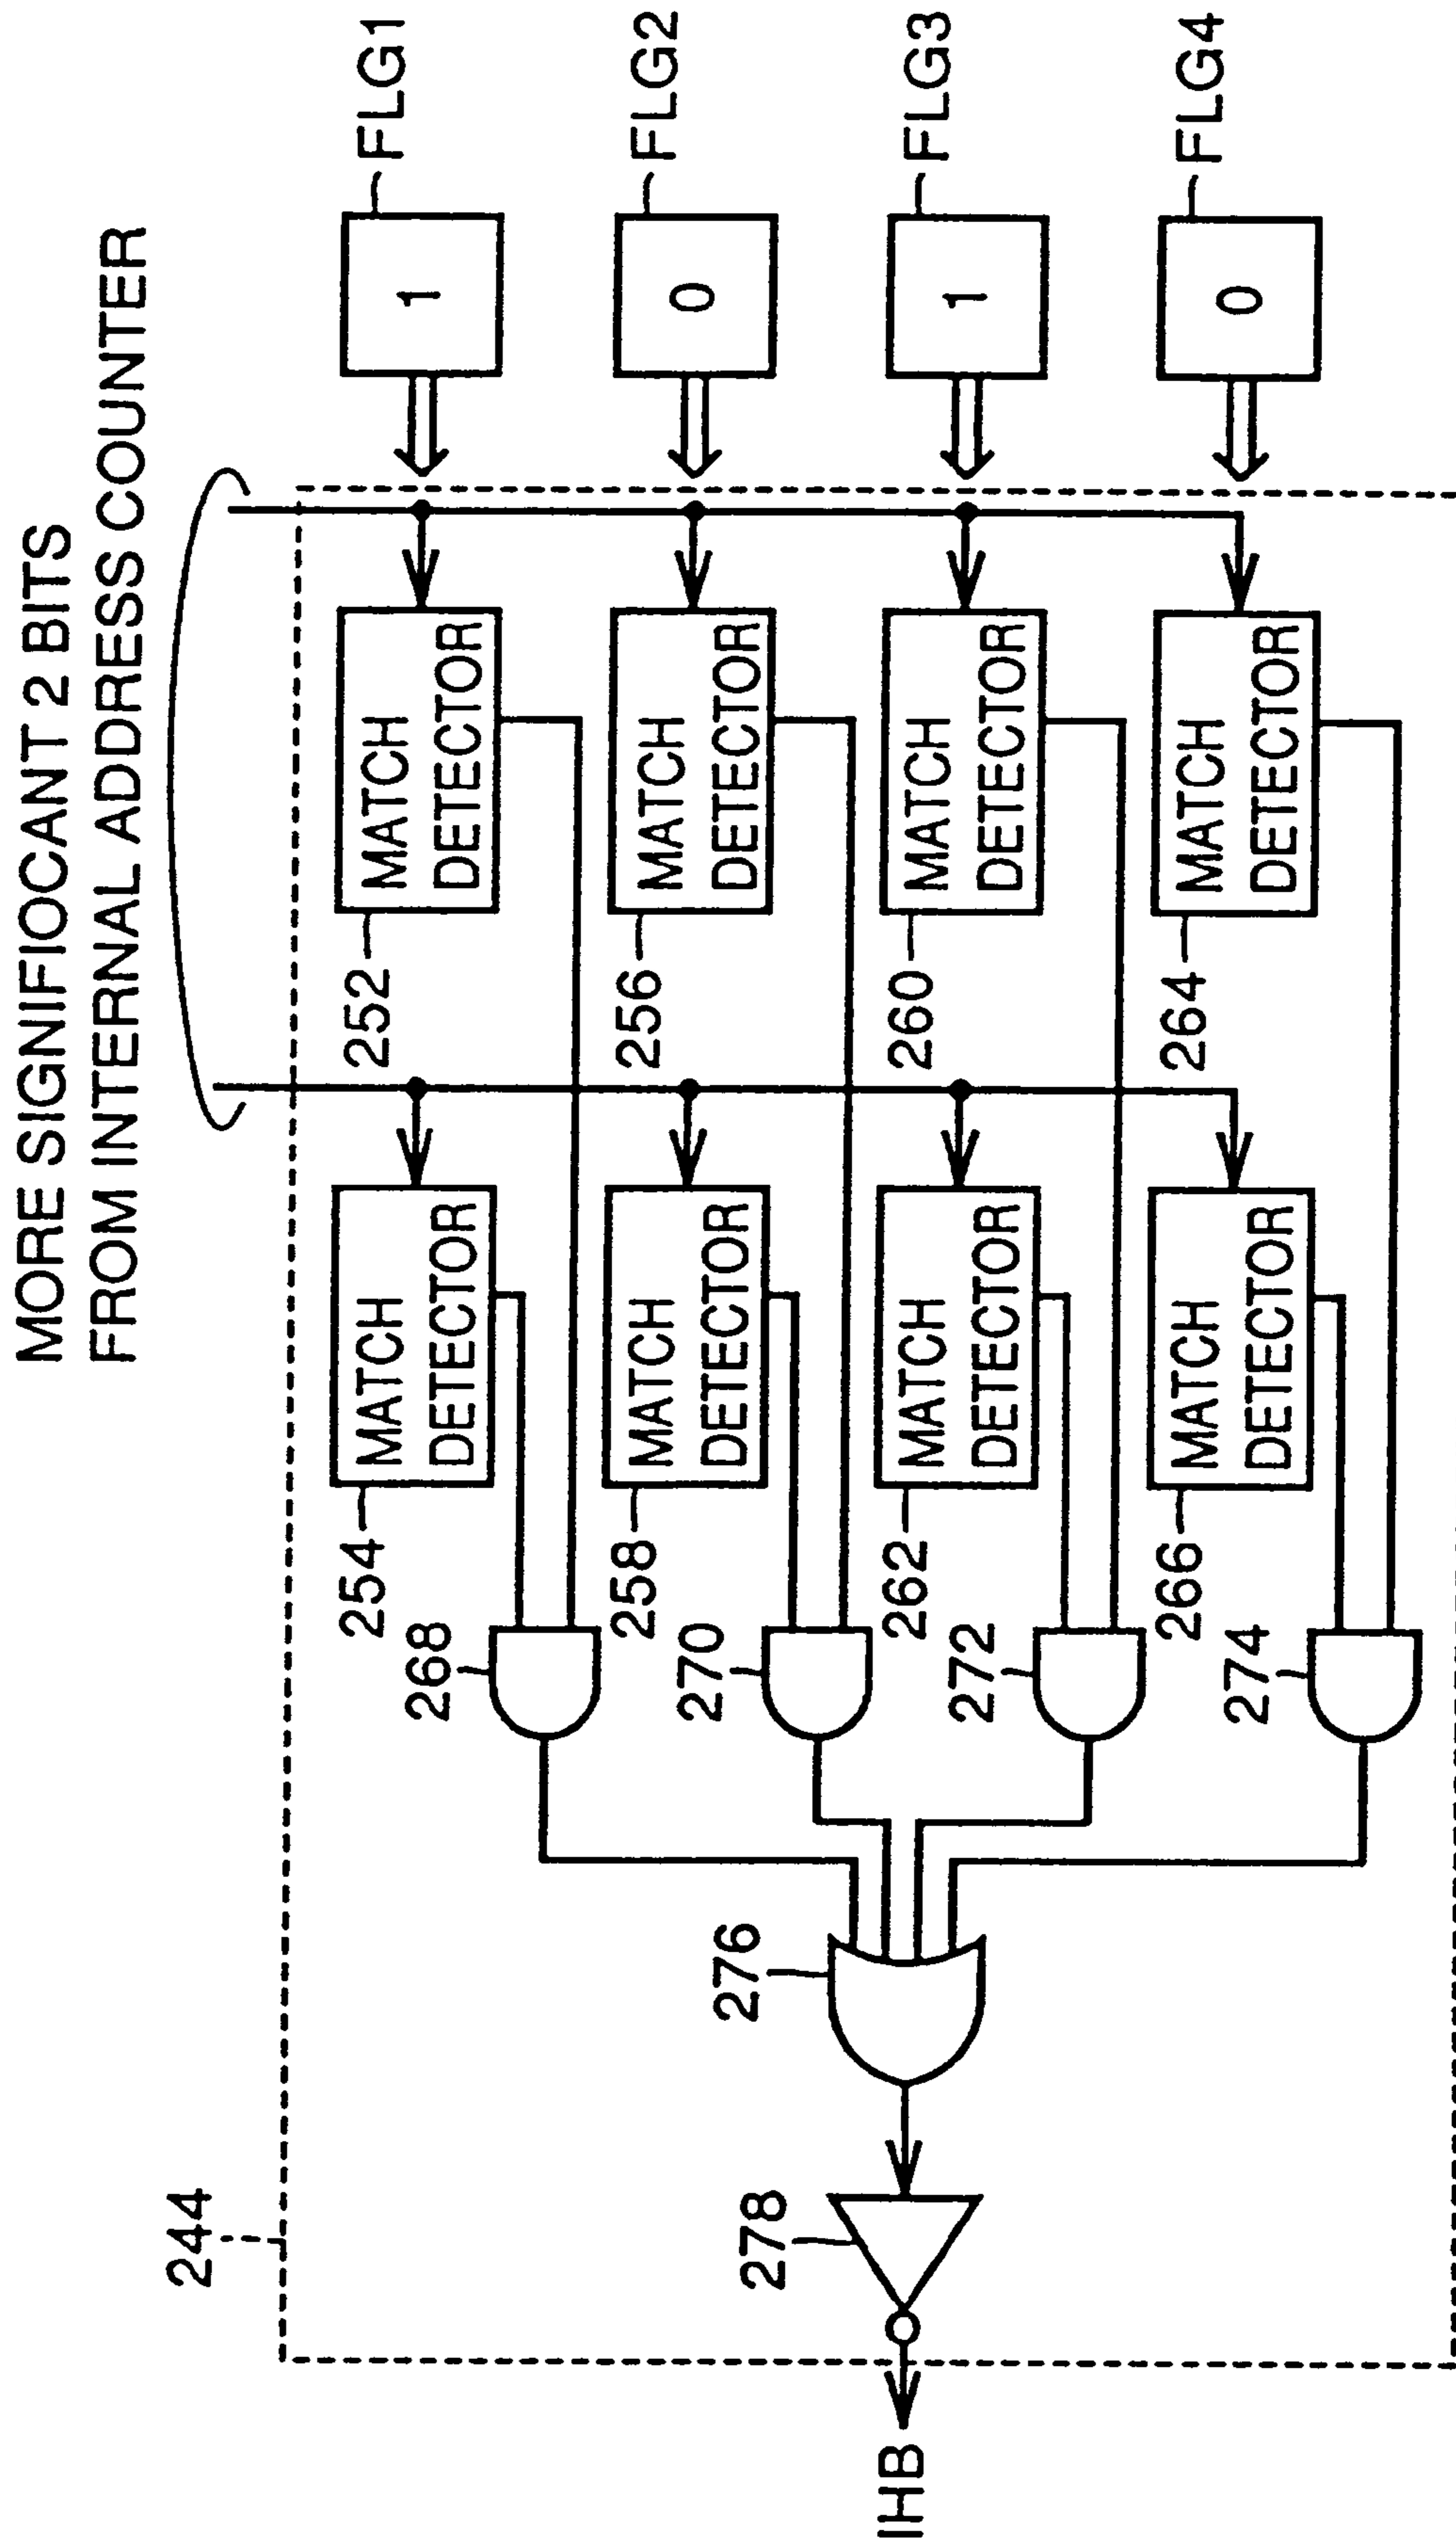 MORE SIGNIFIOCANT 2 BITS
FROM INTERNAL ADDRESS COUNTER
244
254
MATCH
DETECTOR
252
MATCH
DETECTOR
1
FLG1
268
258
MATCH
DETECTOR
256
MATCH
DETECTOR
0
FLG2
270
276
278
IHB
262
MATCH
DETECTOR
260
MATCH
DETECTOR
1
FLG3
272
266
MATCH
DETECTOR
264
MATCH
DETECTOR
0
FLG4
274